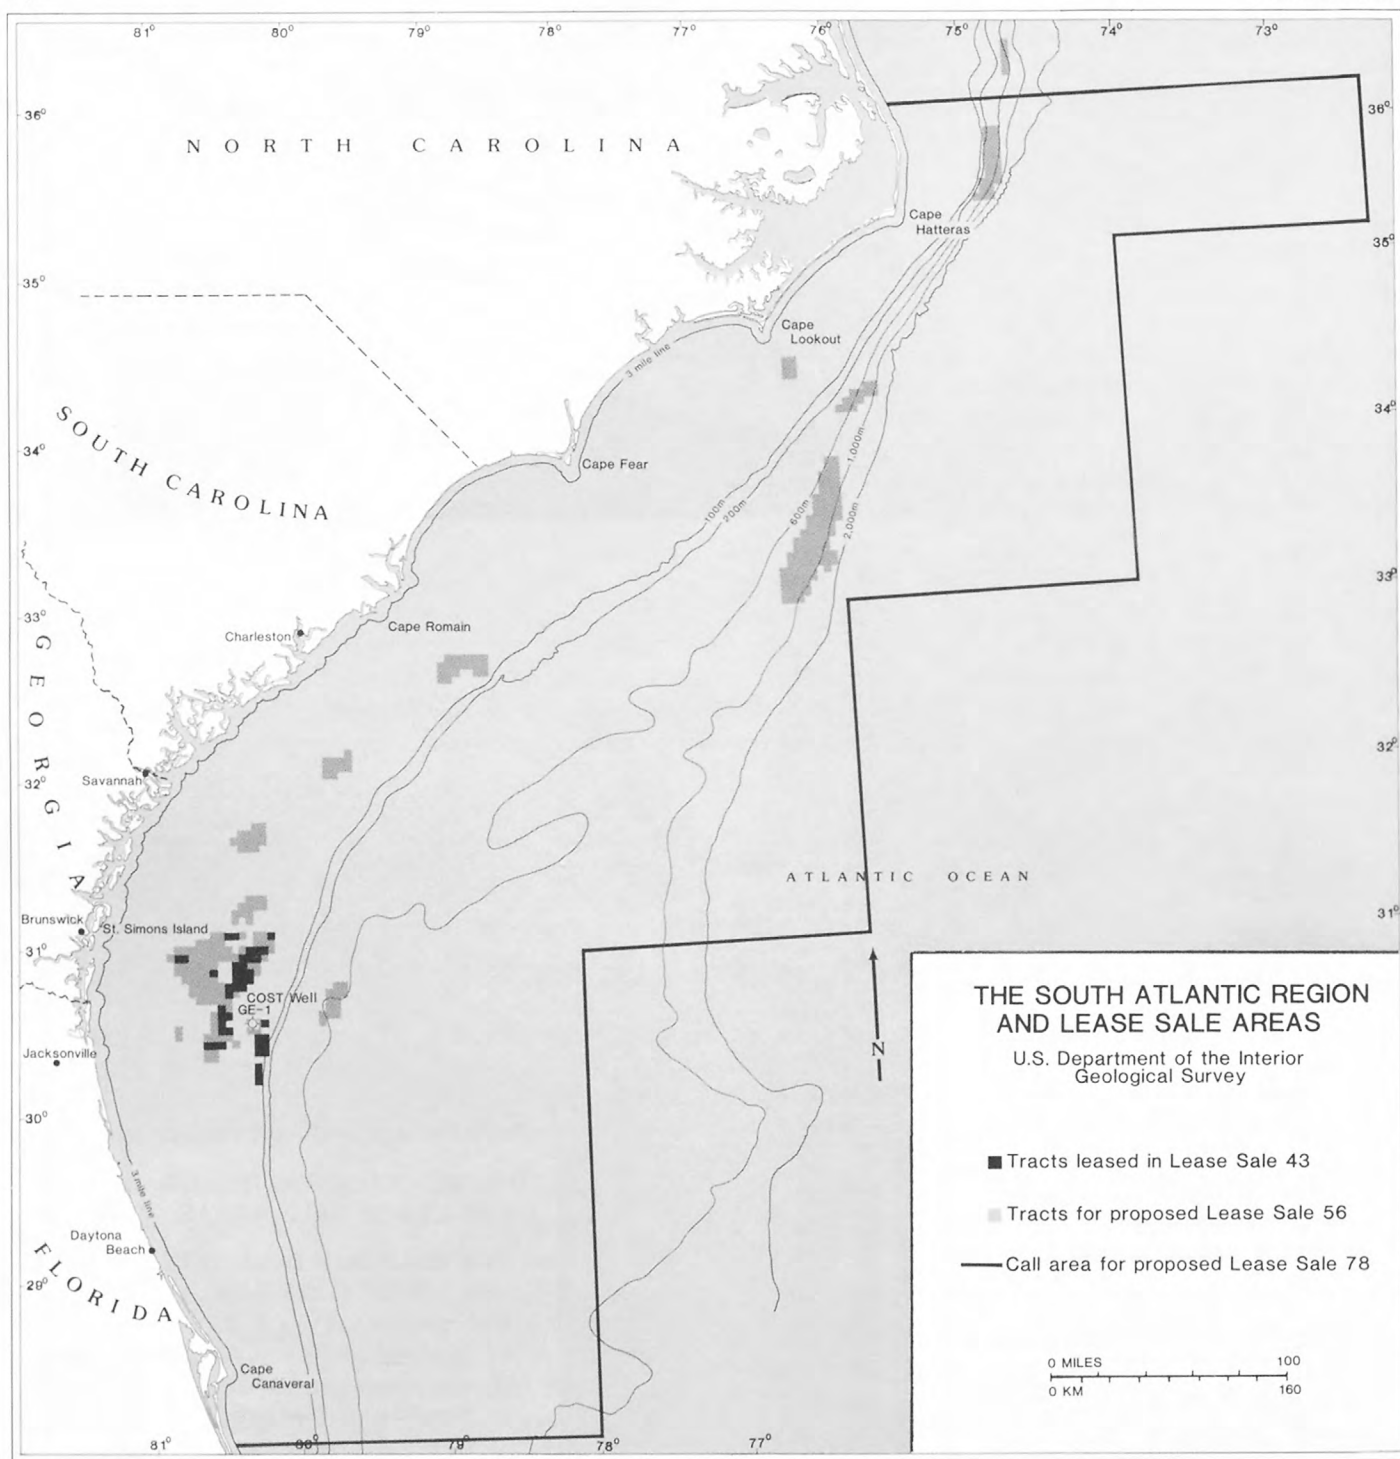 81° 80° 79° 78° 77° 76° 75° 74° 73°
36°
36°
NORTH CAROLINA
Cape
Hatteras
35°
35°
Cape
Lookout
3 mile line
34°
SOUTH CAROLINA
34°
Cape Fear
1,000m
100m
200m
600m
2,000m
33°
33°
GEORGIA
Charleston
Cape Romain
32°
Savannah
32°
ATLANTIC OCEAN
31°
Brunswick
St. Simons Island
31°
COST Well
GE-1
N
Jacksonville
30°
3 mile line
Daytona
Beach
29°
FLORIDA
Cape
Canaveral
81° 80° 79° 78° 77°
THE SOUTH ATLANTIC REGION
AND LEASE SALE AREAS
U.S. Department of the Interior
Geological Survey
Tracts leased in Lease Sale 43
Tracts for proposed Lease Sale 56
Call area for proposed Lease Sale 78
0 MILES 100
0 KM 160